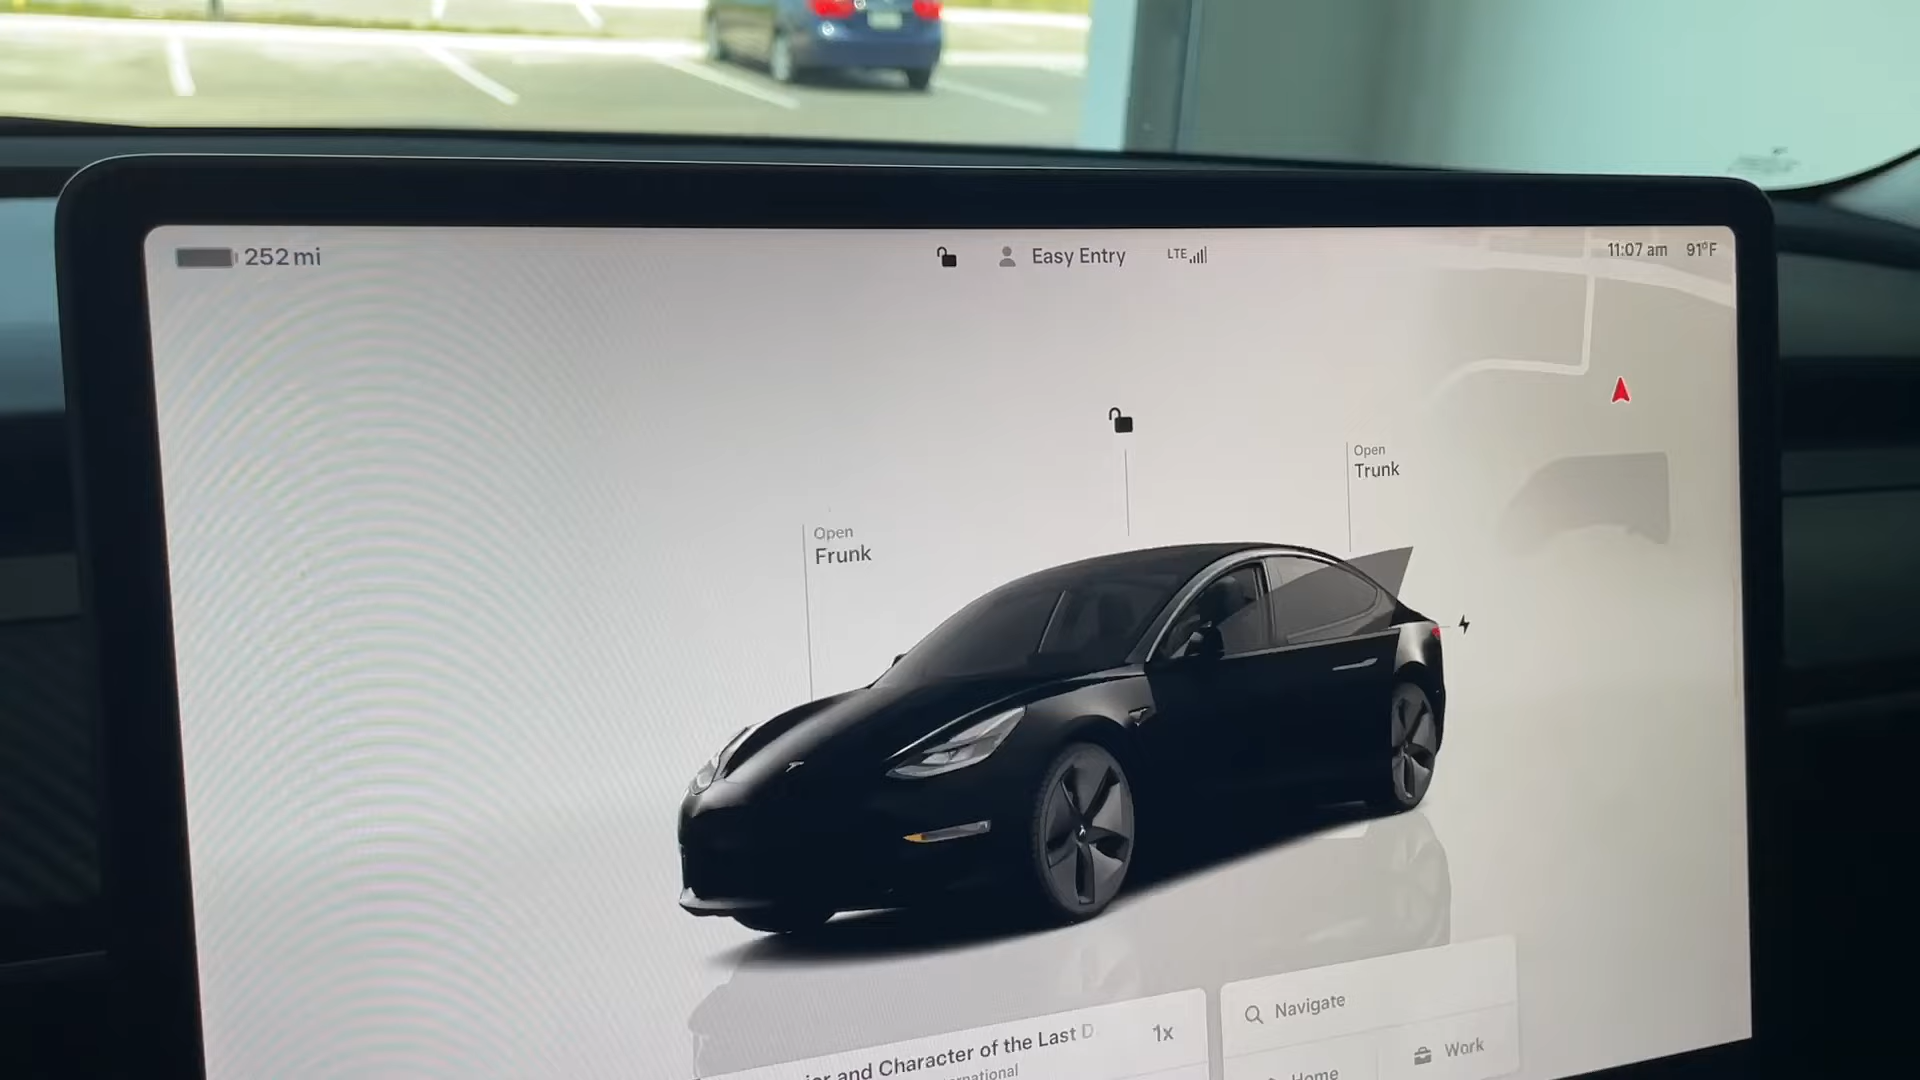 252 mi
Easy Entry
LTE
11:07 am
91°F
Open
Trunk
Open
Frunk
and Character of the Last D
1x
Navigate
Home
Work